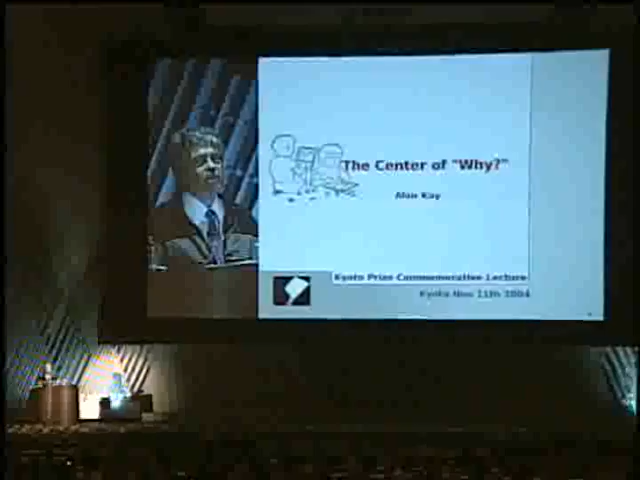 The Center of "Why?"
Alan Kay
Kyoto Prize Commemorative Lecture
Kyoto Nov 11th 2004